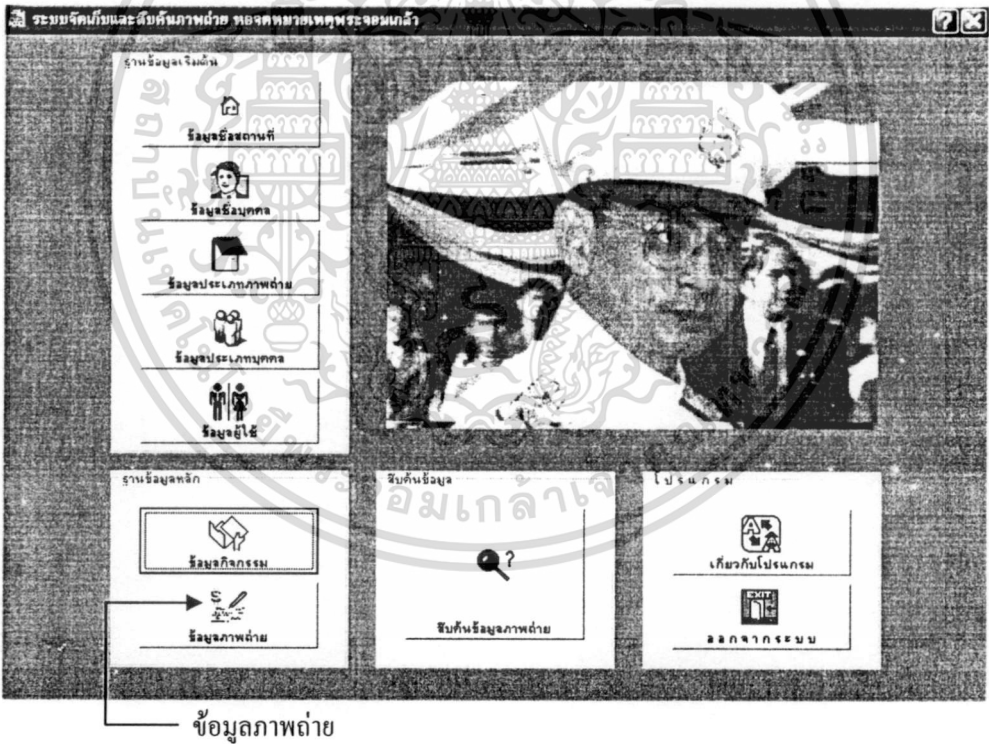 ระบบจัดเก็บและสืบค้นภาพถ่าย หอจดหมายเหตุพระจอมเกล้า
ฐานข้อมูลเริ่มต้น
ข้อมูลชื่อสถานที่
ข้อมูลชื่อบุคคล
ข้อมูลประเภทภาพถ่าย
ข้อมูลประเภทบุคคล
ข้อมูลผู้ใช้
ฐานข้อมูลหลัก
ข้อมูลกิจกรรม
ข้อมูลภาพถ่าย
สืบค้นข้อมูล
?
สืบค้นข้อมูลภาพถ่าย
โปรแกรม
เกี่ยวกับโปรแกรม
EXIT
ออกจากระบบ
ข้อมูลภาพถ่าย